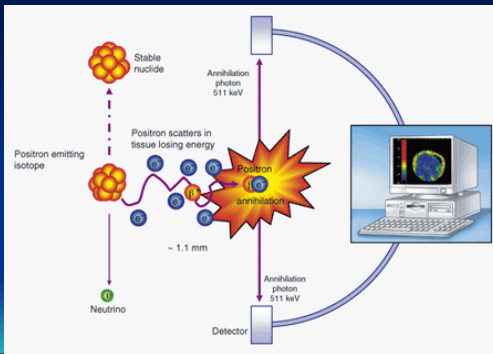 Stable
nuclide
Annihilation
photon
511 keV
Positron scatters in
tissue losing energy
Positron emitting
isotope
e⁻
e⁻
e⁻
e⁻
e⁻
e⁻
β
Positron
e⁻
annihilation
~ 1.1 mm
Annihilation
photon
511 keV
Neutrino
Detector